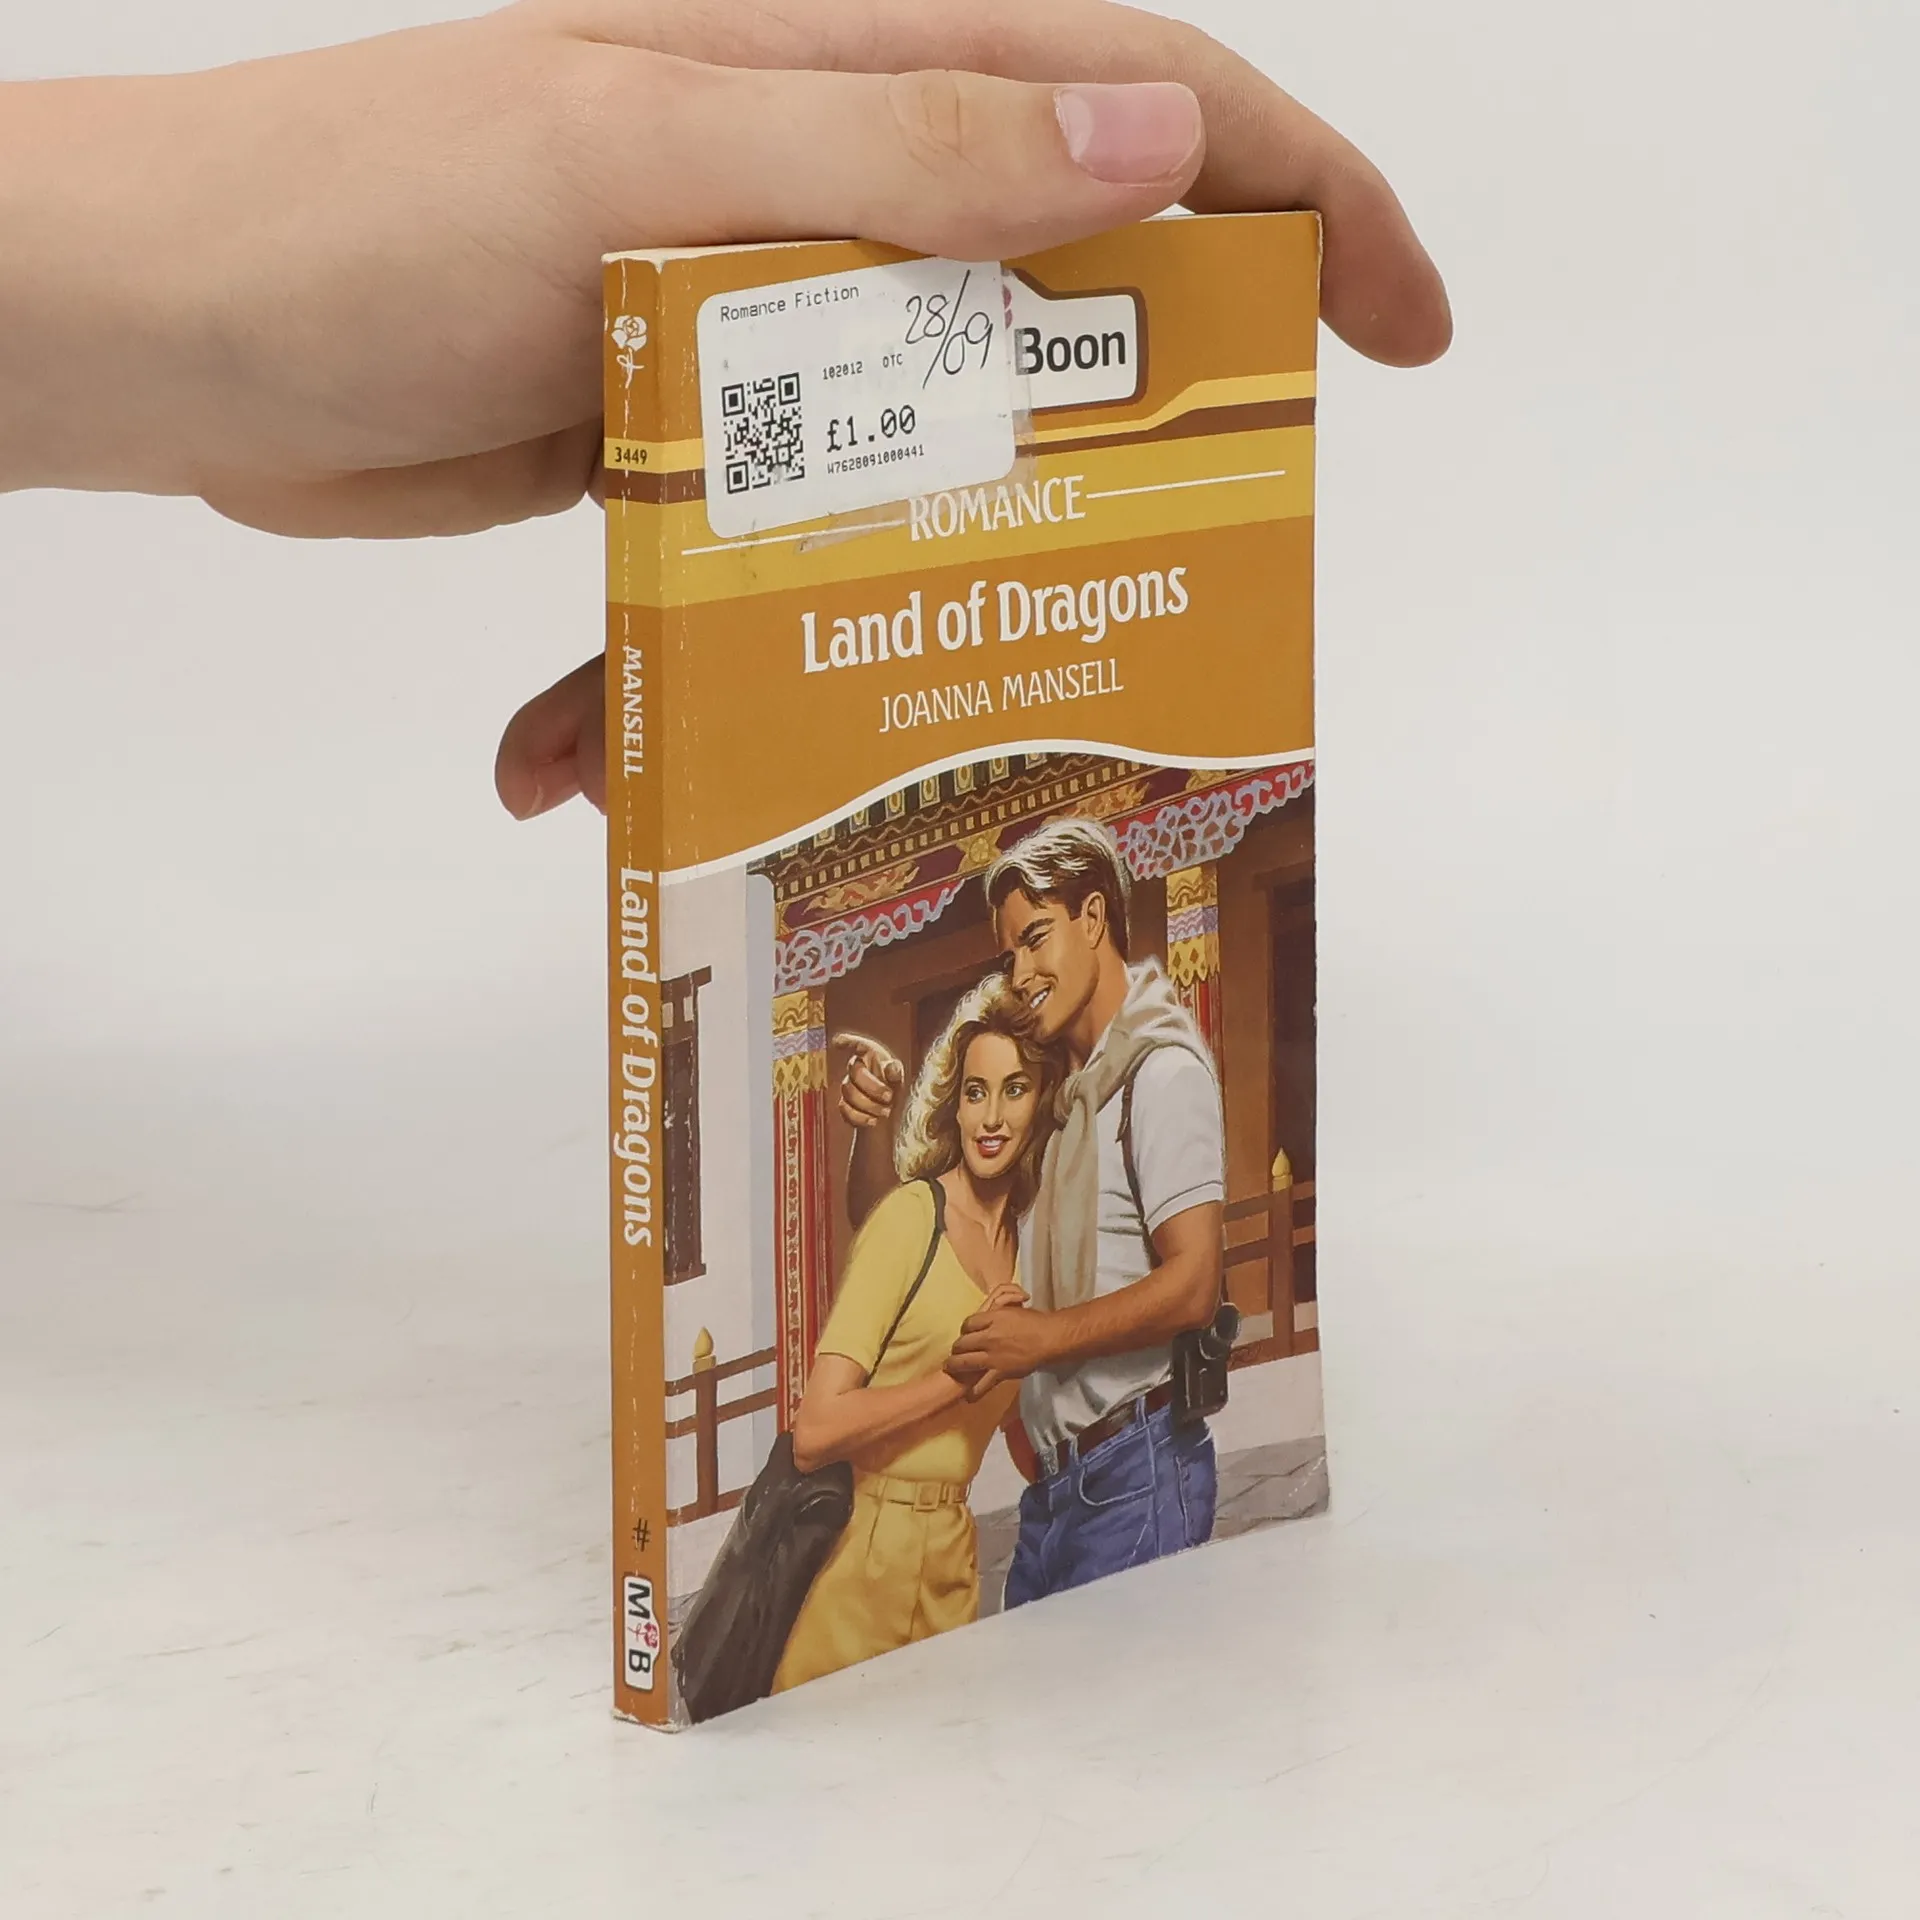 Romance Fiction
28/09
102012 OTC
£1.00
W7628091000441
Boon
ROMANCE
Land of Dragons
JOANNA MANSELL
3449
MANSELL
Land of Dragons
#
M B